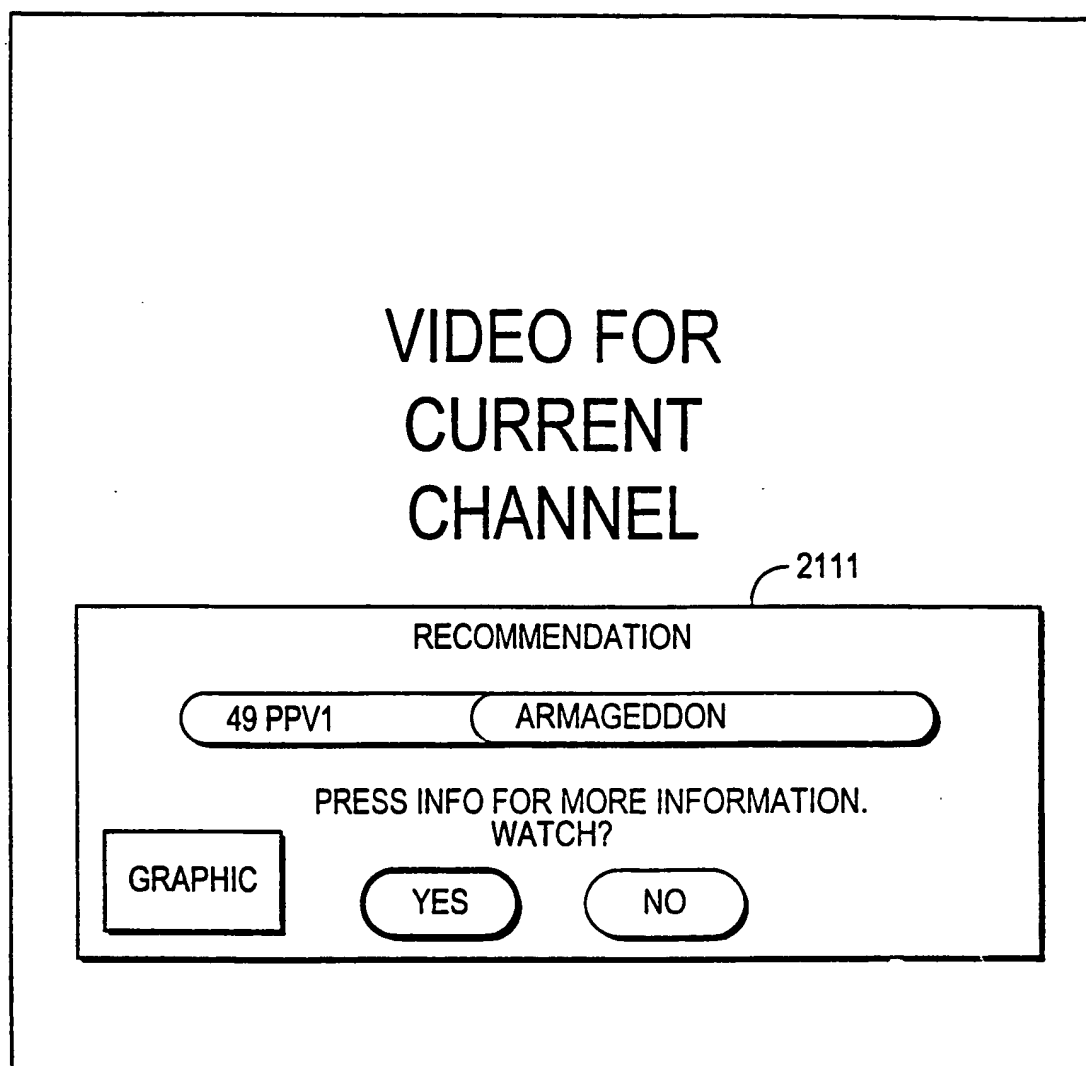 VIDEO FOR
CURRENT
CHANNEL
2111
RECOMMENDATION
49 PPV1 ARMAGEDDON
PRESS INFO FOR MORE INFORMATION.
WATCH?
GRAPHIC YES NO